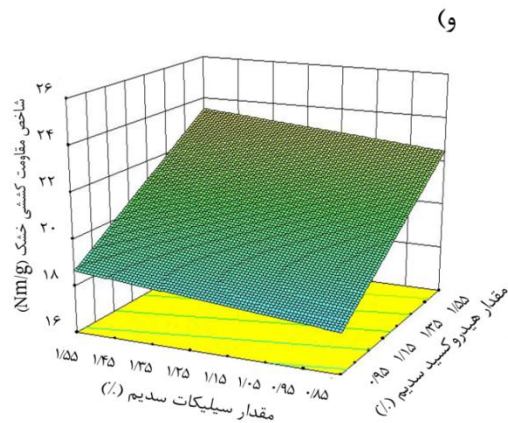 و)
شاخص مقاومت کششی خشک (Nm/g)
۲۶
۲۴
۲۲
۲۰
۱۸
۱۶
۱/۵۵ ۱/۴۵ ۱/۳۵ ۱/۲۵ ۱/۱۵ ۱/۰۵ ۰/۹۵ ۰/۸۵
مقدار سیلیکات سدیم (٪)
۰/۹۵ ۱/۱۵ ۱/۳۵ ۱/۵۵
مقدار هیدروکسید سدیم (٪)